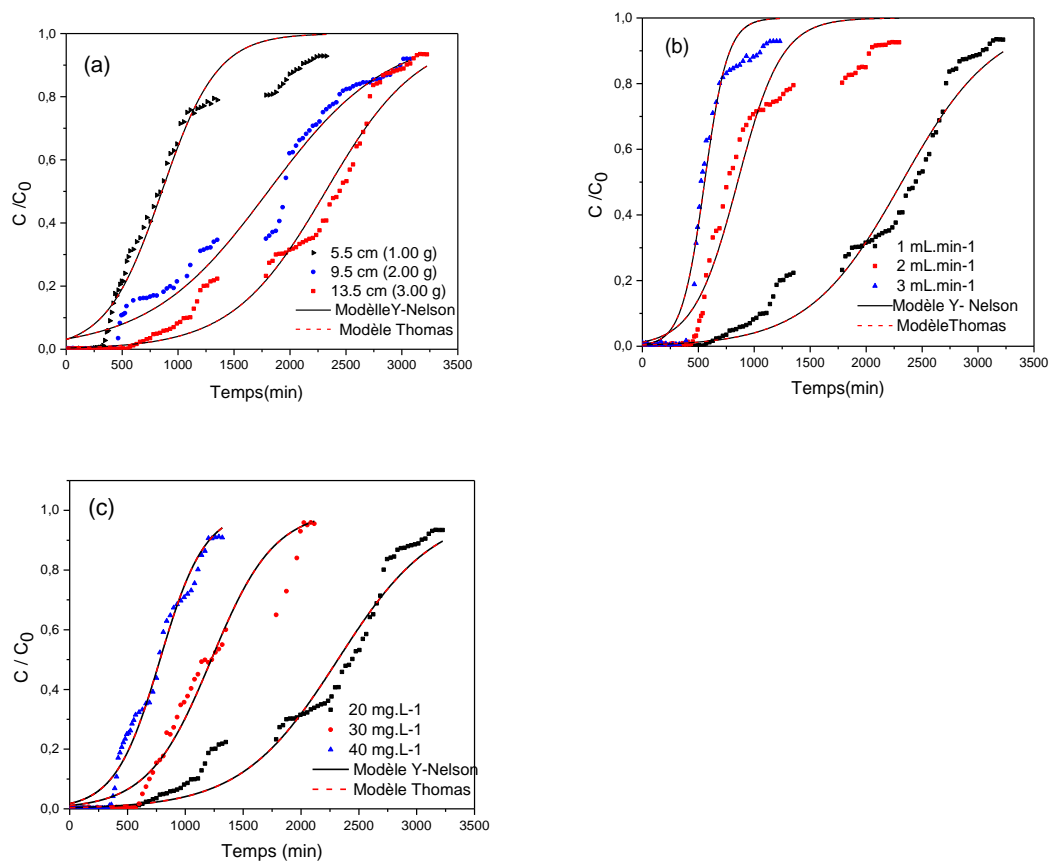 (a)
1,0
0,8
0,6
0,4
0,2
0,0
C /C0
5.5 cm (1.00 g)
9.5 cm (2.00 g)
13.5 cm (3.00 g)
ModèlleY-Nelson
Modèle Thomas
0 500 1000 1500 2000 2500 3000 3500
Temps(min)
(b)
1,0
0,8
0,6
0,4
0,2
0,0
C /C0
1 mL.min-1
2 mL.min-1
3 mL.min-1
Modèle Y- Nelson
ModèleThomas
0 500 1000 1500 2000 2500 3000 3500
Temps(min)
(c)
1,0
0,8
0,6
0,4
0,2
0,0
C / C0
20 mg.L-1
30 mg.L-1
40 mg.L-1
Modèle Y-Nelson
Modèle Thomas
0 500 1000 1500 2000 2500 3000 3500
Temps (min)